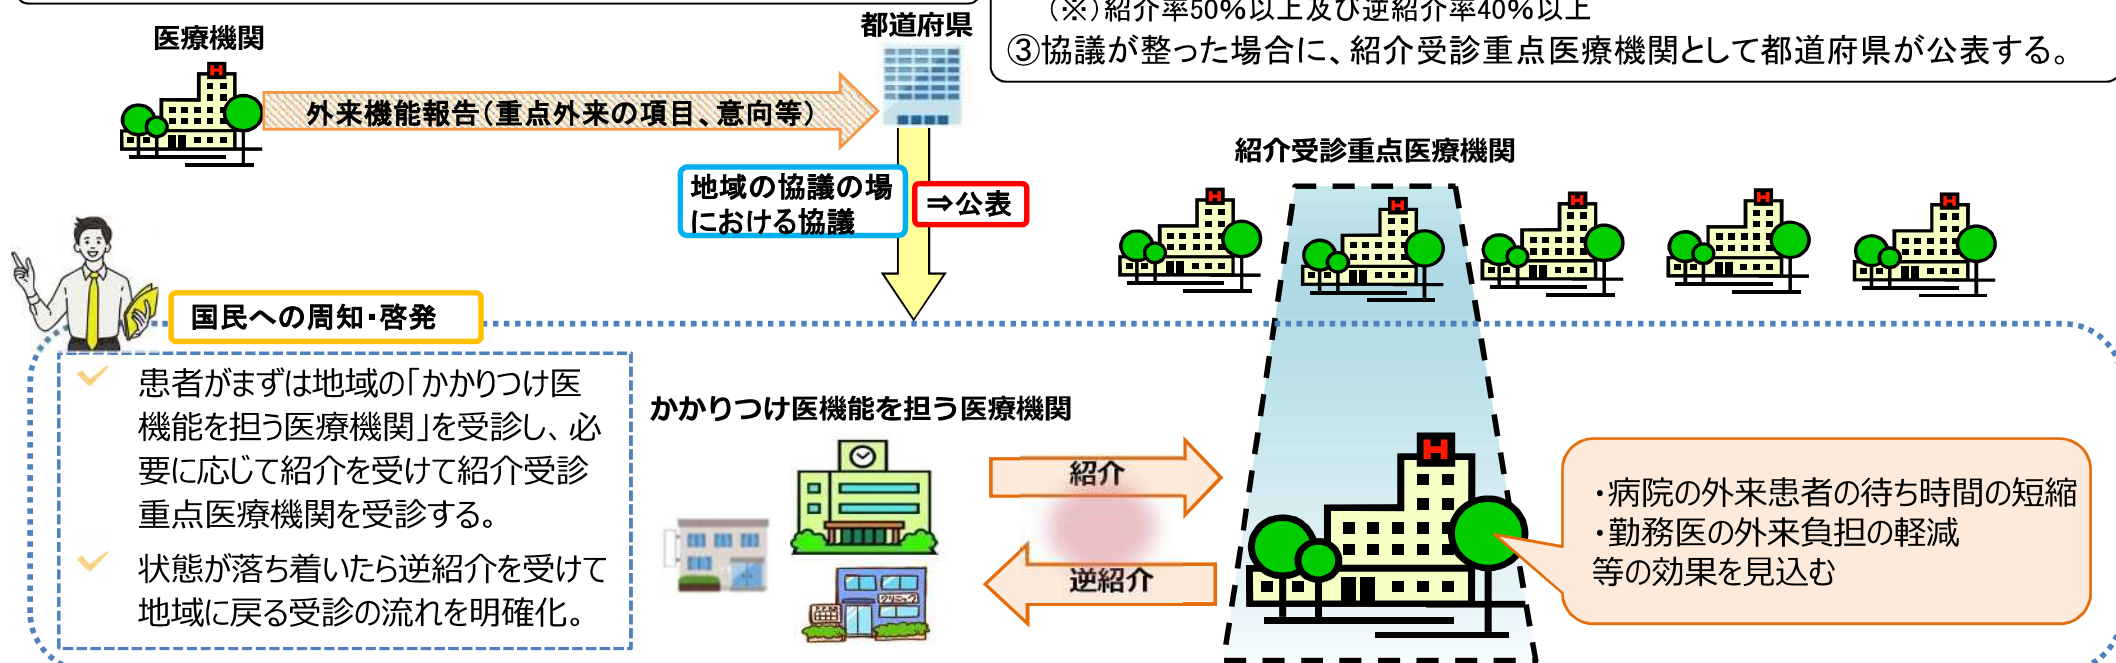 (※)紹介率50%以上及び逆紹介率40%以上
③協議が整った場合に、紹介受診重点医療機関として都道府県が公表する。
医療機関
都道府県
外来機能報告(重点外来の項目、意向等)
地域の協議の場
における協議
⇒公表
紹介受診重点医療機関
国民への周知・啓発
患者がまずは地域の「かかりつけ医
機能を担う医療機関」を受診し、必
要に応じて紹介を受けて紹介受診
重点医療機関を受診する。
状態が落ち着いたら逆紹介を受けて
地域に戻る受診の流れを明確化。
かかりつけ医機能を担う医療機関
クリニック
紹介
逆紹介
H
H
H
H
H
H
H
・病院の外来患者の待ち時間の短縮
・勤務医の外来負担の軽減
等の効果を見込む